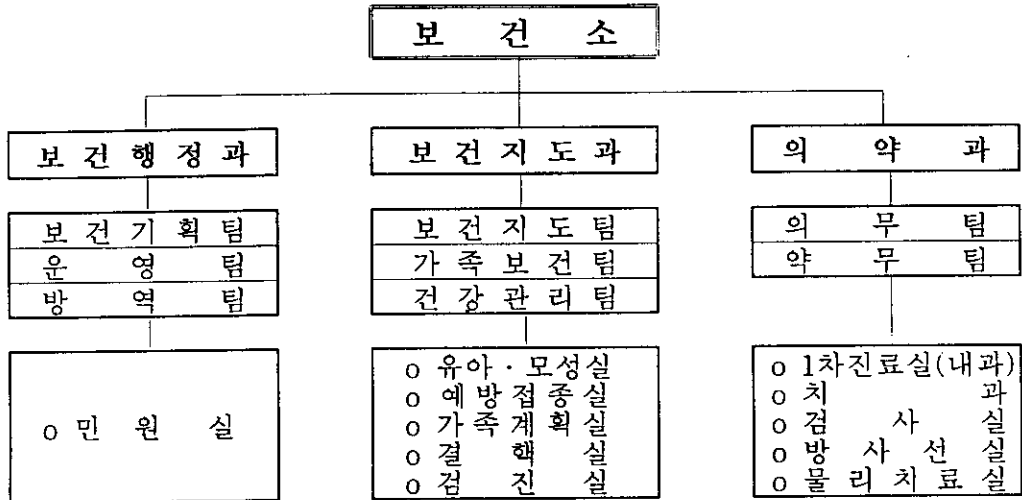 보건소
보건행정과
보건기획팀
운영팀
방역팀
o 민원실
보건지도과
보건지도팀
가족보건팀
건강관리팀
o 유아·모성실
o 예방접종실
o 가족계획실
o 결핵실
o 검진실
의약과
의무팀
약무팀
o 1차진료실(내과)
o 치과
o 검사실
o 방사선실
o 물리치료실